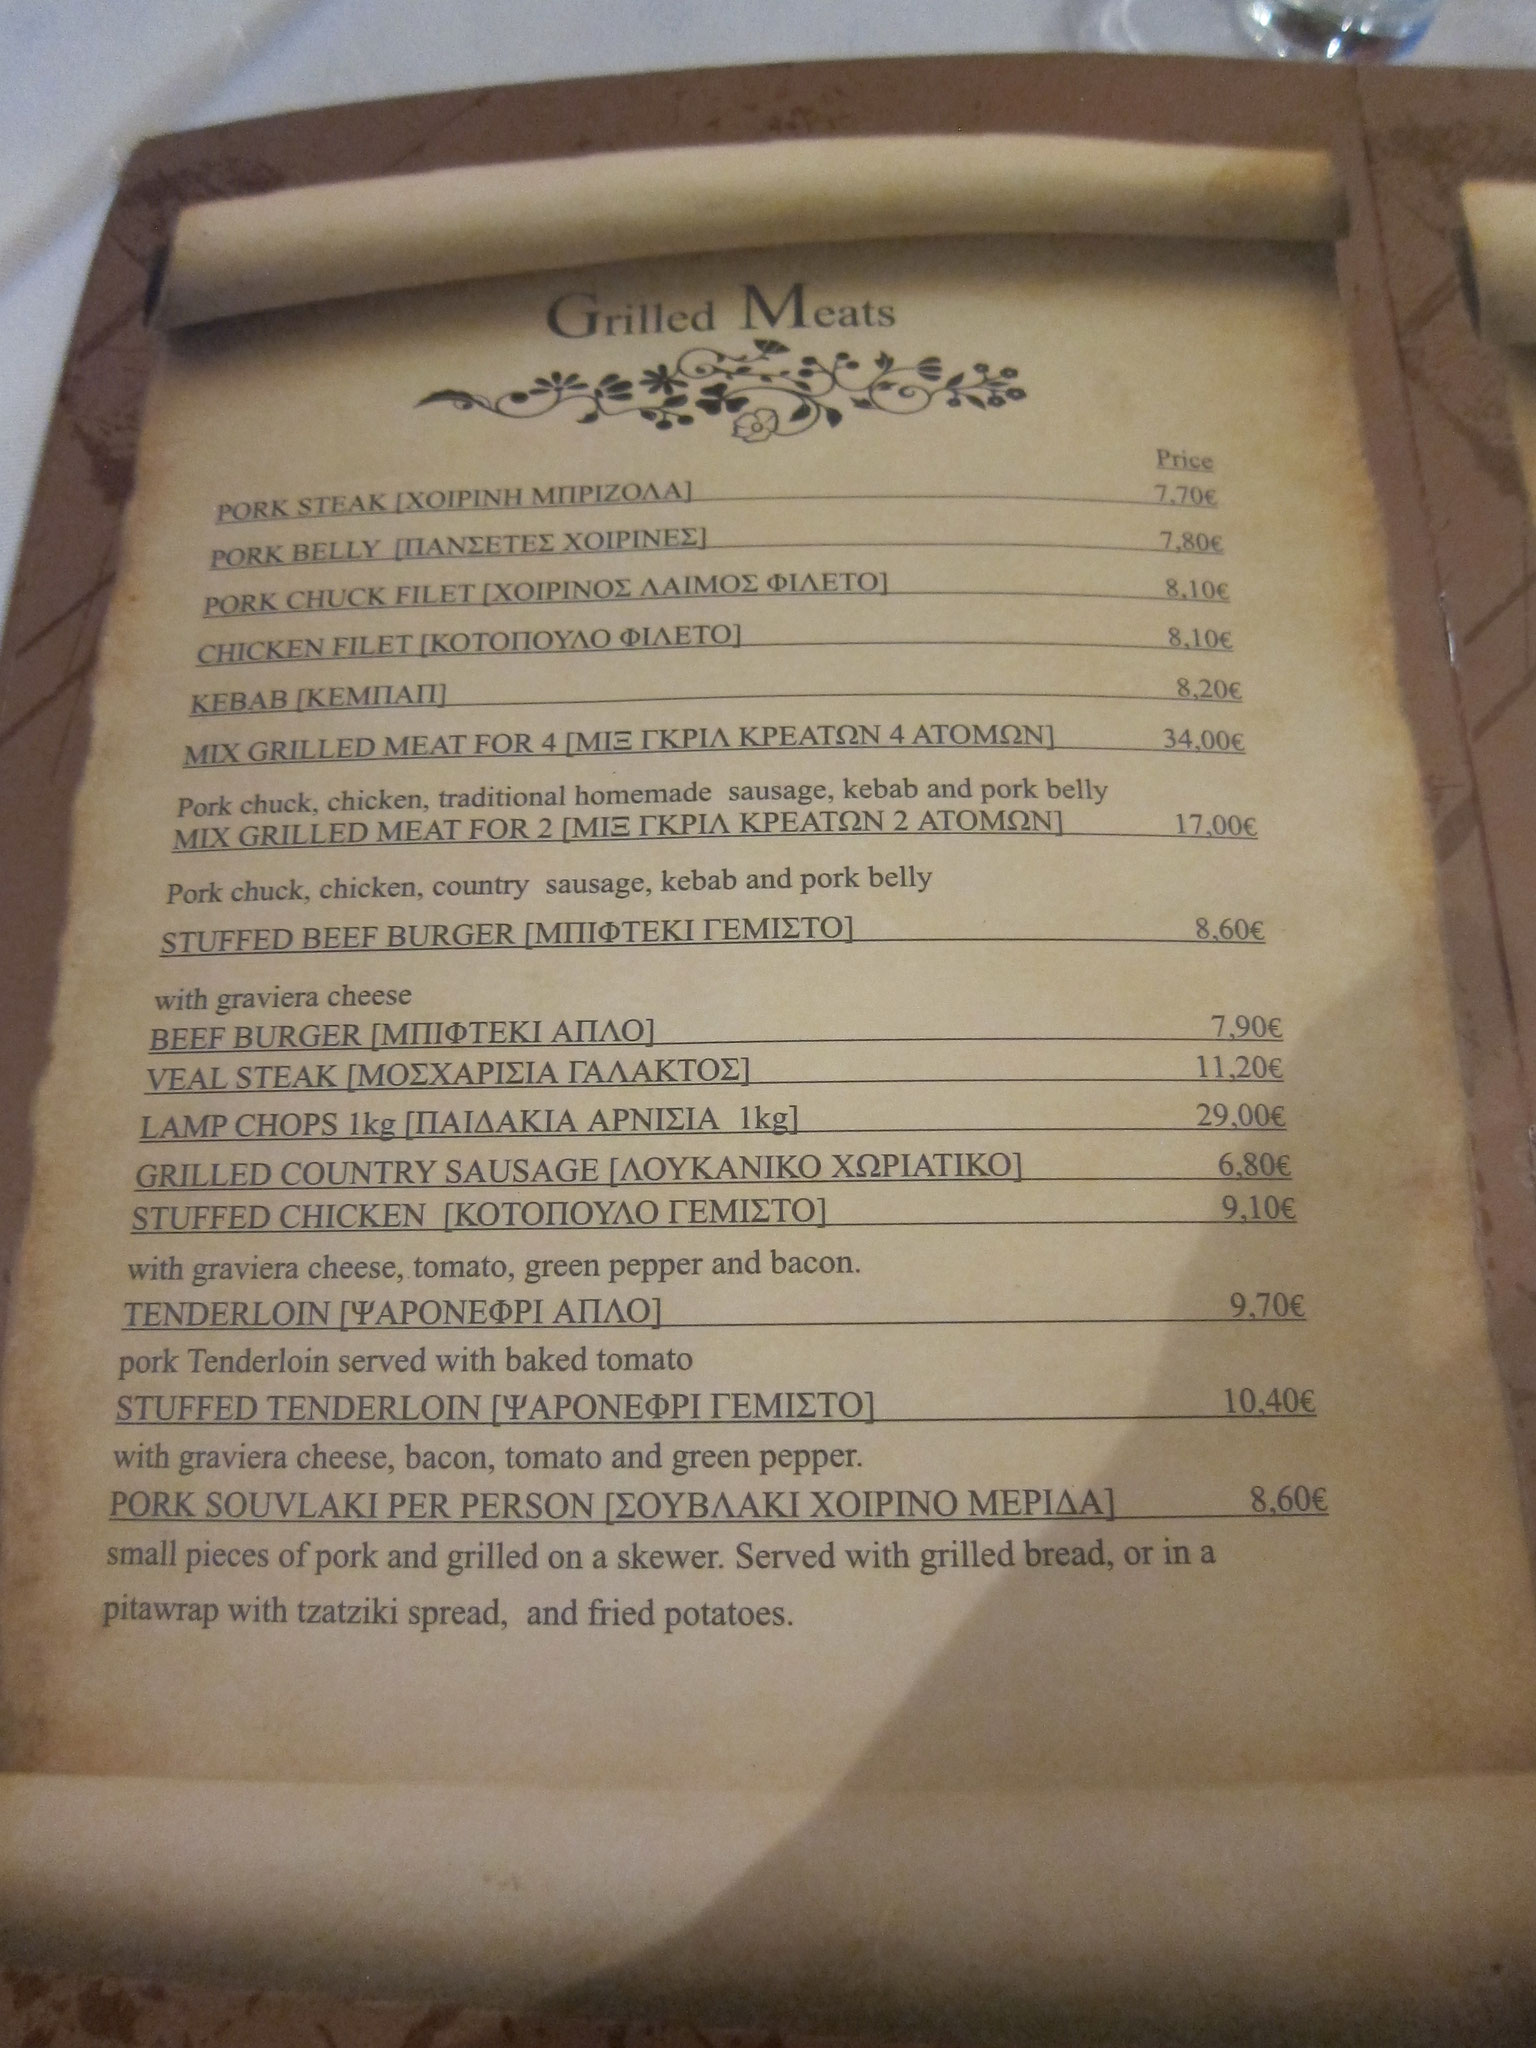 Grilled Meats
Price
PORK STEAK [ΧΟΙΡΙΝΗ ΜΠΡΙΖΟΛΑ] 7,70€
PORK BELLY [ΠΑΝΣΕΤΕΣ ΧΟΙΡΙΝΕΣ] 7,80€
PORK CHUCK FILET [ΧΟΙΡΙΝΟΣ ΛΑΙΜΟΣ ΦΙΛΕΤΟ] 8,10€
CHICKEN FILET [ΚΟΤΟΠΟΥΛΟ ΦΙΛΕΤΟ] 8,10€
KEBAB [ΚΕΜΠΑΠ] 8,20€
MIX GRILLED MEAT FOR 4 [ΜΙΞ ΓΚΡΙΛ ΚΡΕΑΤΩΝ 4 ΑΤΟΜΩΝ] 34,00€
Pork chuck, chicken, traditional homemade sausage, kebab and pork belly
MIX GRILLED MEAT FOR 2 [ΜΙΞ ΓΚΡΙΛ ΚΡΕΑΤΩΝ 2 ΑΤΟΜΩΝ] 17,00€
Pork chuck, chicken, country sausage, kebab and pork belly
STUFFED BEEF BURGER [ΜΠΙΦΤΕΚΙ ΓΕΜΙΣΤΟ] 8,60€
with graviera cheese
BEEF BURGER [ΜΠΙΦΤΕΚΙ ΑΠΛΟ] 7,90€
VEAL STEAK [ΜΟΣΧΑΡΙΣΙΑ ΓΑΛΑΚΤΟΣ] 11,20€
LAMP CHOPS 1kg [ΠΑΙΔΑΚΙΑ ΑΡΝΙΣΙΑ 1kg] 29,00€
GRILLED COUNTRY SAUSAGE [ΛΟΥΚΑΝΙΚΟ ΧΩΡΙΑΤΙΚΟ] 6,80€
STUFFED CHICKEN [ΚΟΤΟΠΟΥΛΟ ΓΕΜΙΣΤΟ] 9,10€
with graviera cheese, tomato, green pepper and bacon.
TENDERLOIN [ΨΑΡΟΝΕΦΡΙ ΑΠΛΟ] 9,70€
pork Tenderloin served with baked tomato
STUFFED TENDERLOIN [ΨΑΡΟΝΕΦΡΙ ΓΕΜΙΣΤΟ] 10,40€
with graviera cheese, bacon, tomato and green pepper.
PORK SOUVLAKI PER PERSON [ΣΟΥΒΛΑΚΙ ΧΟΙΡΙΝΟ ΜΕΡΙΔΑ] 8,60€
small pieces of pork and grilled on a skewer. Served with grilled bread, or in a
pitawrap with tzatziki spread, and fried potatoes.